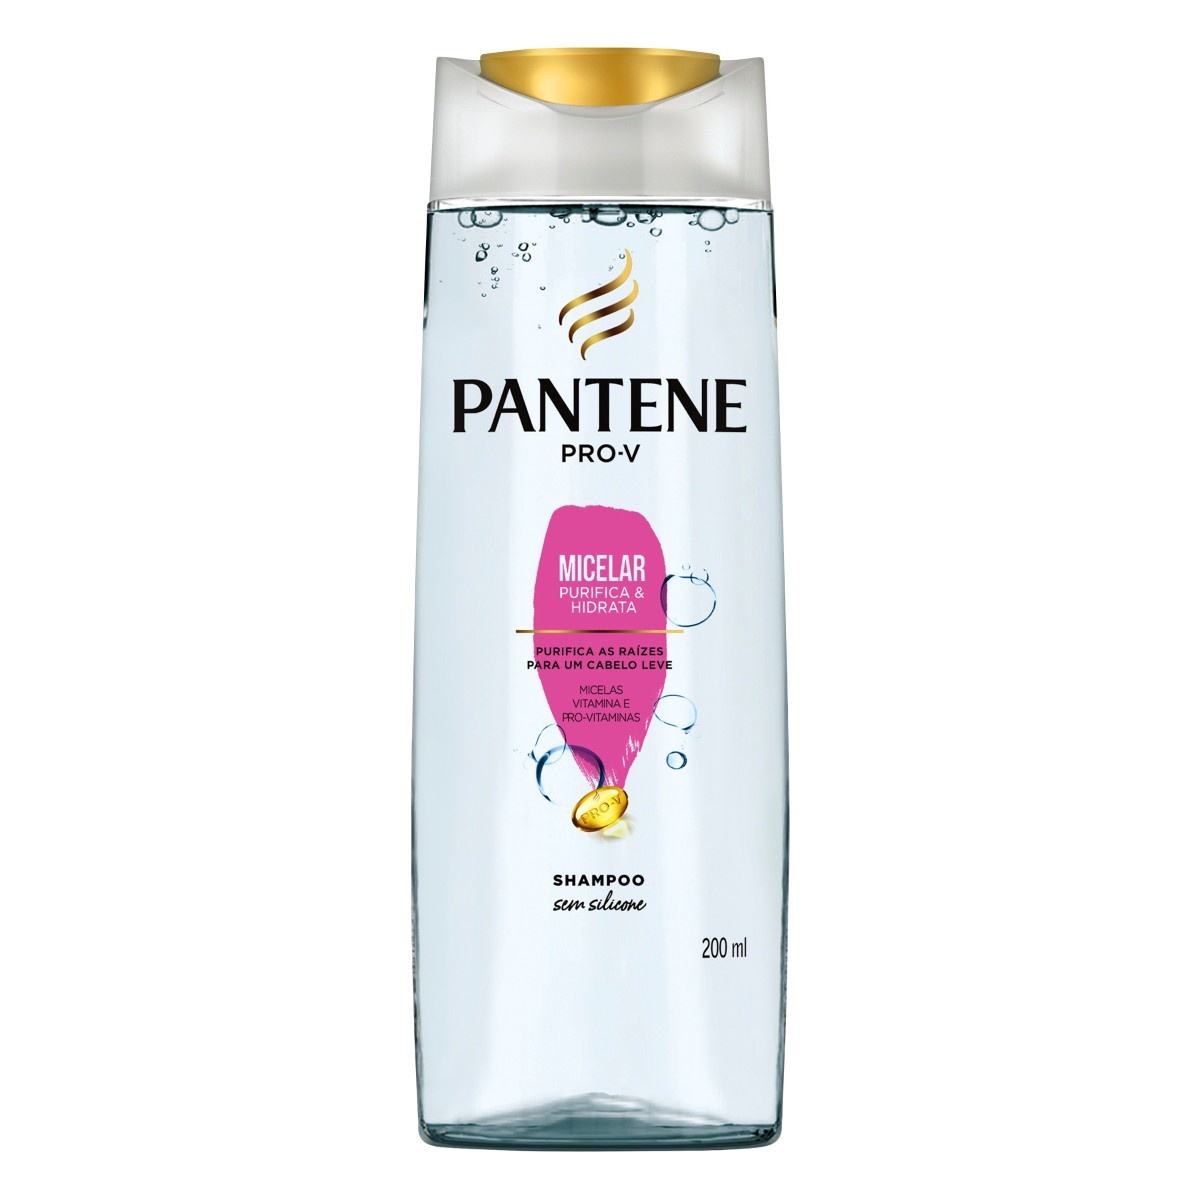 PANTENE
PRO-V
MICELAR
PURIFICA &
HIDRATA
PURIFICA AS RAÍZES
PARA UM CABELO LEVE
MICELAS
VITAMINA E
PRO-VITAMINAS
PRO-V
SHAMPOO
sem silicone
200 ml